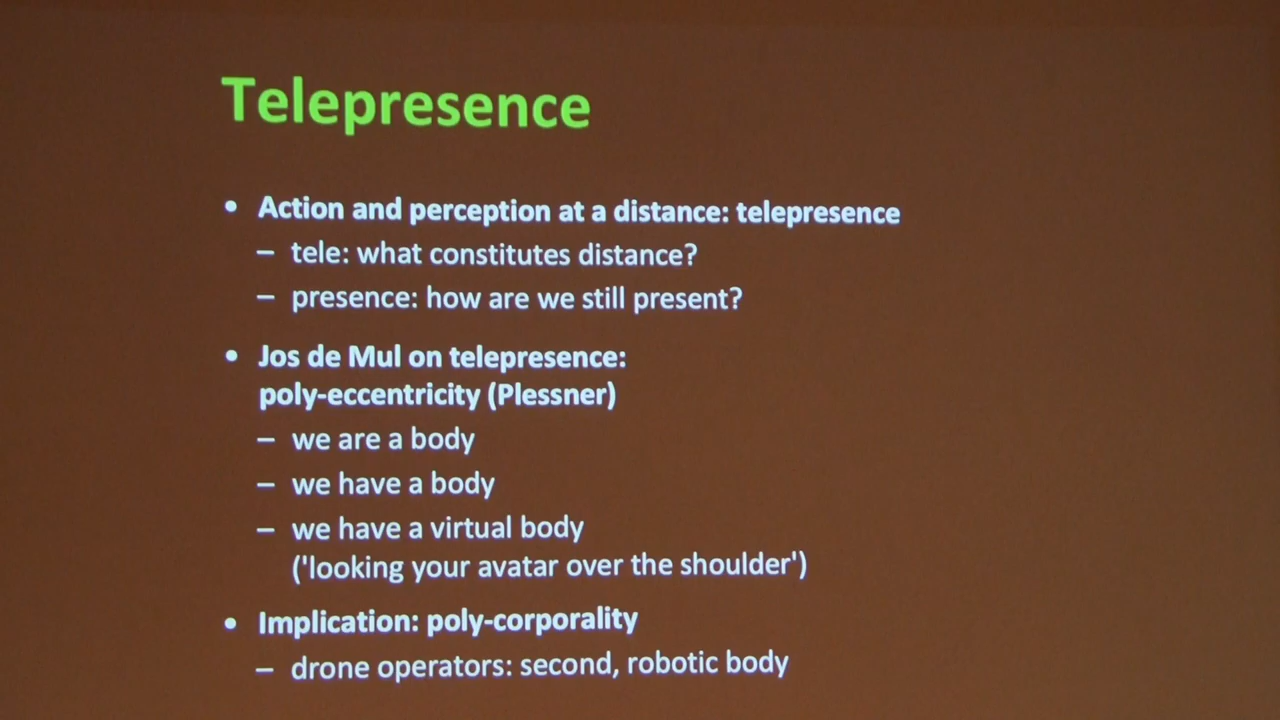 Telepresence
• Action and perception at a distance: telepresence
– tele: what constitutes distance?
– presence: how are we still present?
• Jos de Mul on telepresence:
poly-eccentricity (Plessner)
– we are a body
– we have a body
– we have a virtual body
('looking your avatar over the shoulder')
• Implication: poly-corporality
– drone operators: second, robotic body